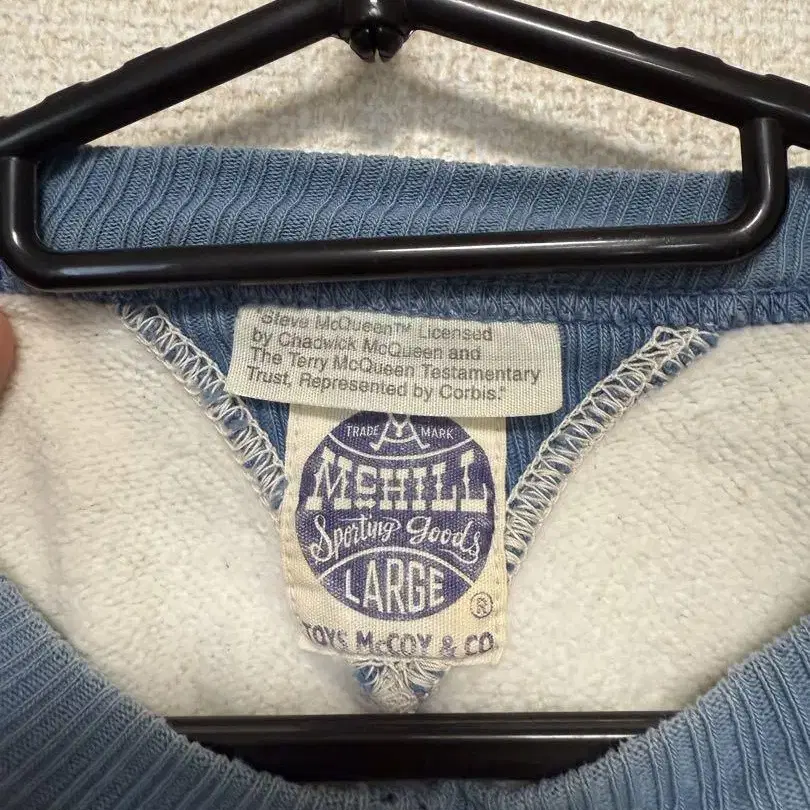 "Steve McQueen™ Licensed
by Chadwick McQueen and
The Terry McQueen Testamentary
Trust, Represented by Corbis."
TRADE MARK
McHILL
Sporting Goods
LARGE
®
TOYS McCOY & CO